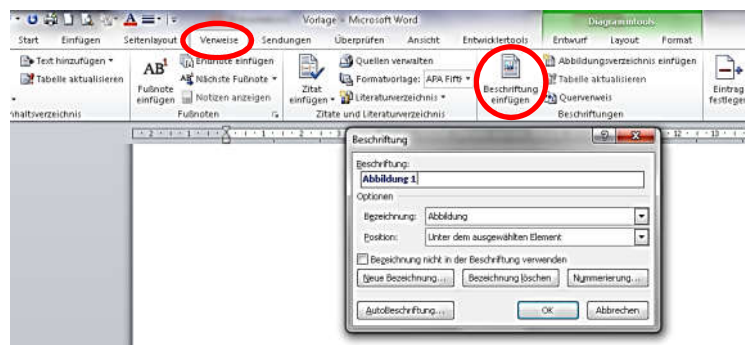 Vorlage - Microsoft Word
Diagrammtools
Start Einfügen Seitenlayout Verweise Sendungen Überprüfen Ansicht Entwicklertools Entwurf Layout Format
Text hinzufügen
Tabelle aktualisieren
nhaltsverzeichnis
AB¹
Fußnote einfügen
Endnote einfügen
Nächste Fußnote
Notizen anzeigen
Fußnoten
Zitat einfügen
Quellen verwalten
Formatvorlage: APA Fifth
Literaturverzeichnis
Zitate und Literaturverzeichnis
Beschriftung einfügen
Abbildungsverzeichnis einfügen
Tabelle aktualisieren
Querverweis
Beschriftungen
Eintrag festlegen
Beschriftung
Beschriftung:
Abbildung 1
Optionen
Bezeichnung: Abbildung
Position: Unter dem ausgewählten Element
Bezeichnung nicht in der Beschriftung verwenden
Neue Bezeichnung... Bezeichnung löschen Nummerierung...
AutoBeschriftung... OK Abbrechen